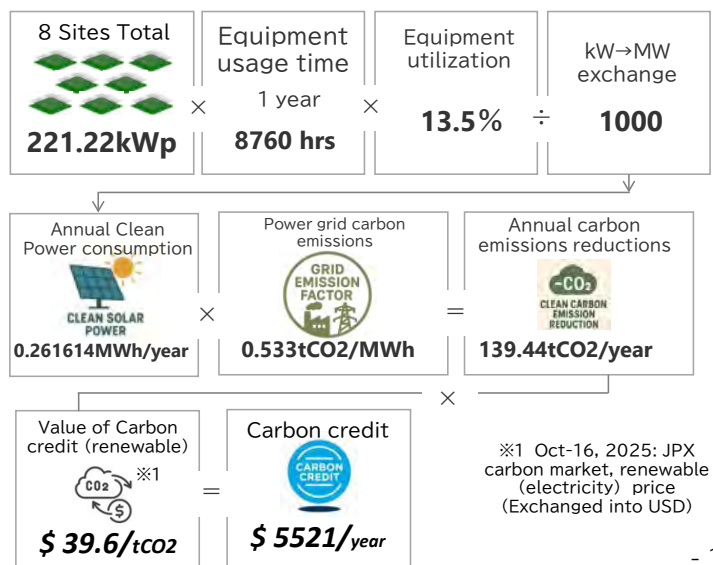 8 Sites Total
221.22kWp
×
Equipment
usage time
1 year
8760 hrs
×
Equipment
utilization
13.5%
÷
kW→MW
exchange
1000
Annual Clean
Power consumption
CLEAN SOLAR
POWER
0.261614MWh/year
×
Power grid carbon
emissions
GRID
EMISSION
FACTOR
0.533tCO2/MWh
=
Annual carbon
emissions reductions
-CO₂
CLEAN CARBON
EMISSION
REDUCTION
139.44tCO2/year
×
Value of Carbon
credit (renewable)
※1
CO₂
$
$ 39.6/tCO2
=
Carbon credit
CARBON
CREDIT
$ 5521/year
※1 Oct-16, 2025: JPX
carbon market, renewable
(electricity) price
(Exchanged into USD)